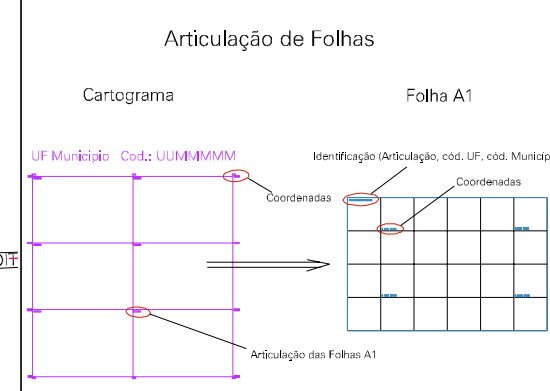 Articulação de Folhas
Cartograma
Folha A1
UF Municipio Cod.: UUMMMMM
Identificação (Articulação, cód. UF, cód. Municíp
Coordenadas
Coordenadas
Articulação das Folhas A1